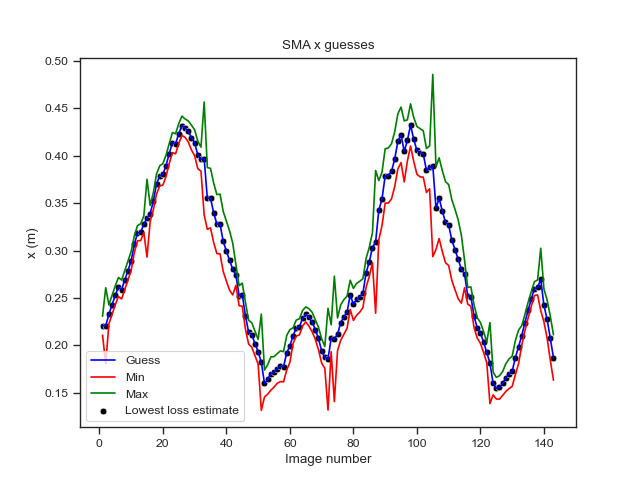 SMA x guesses
x (m)
0.50
0.45
0.40
0.35
0.30
0.25
0.20
0.15
Guess
Min
Max
Lowest loss estimate
0 20 40 60 80 100 120 140
Image number